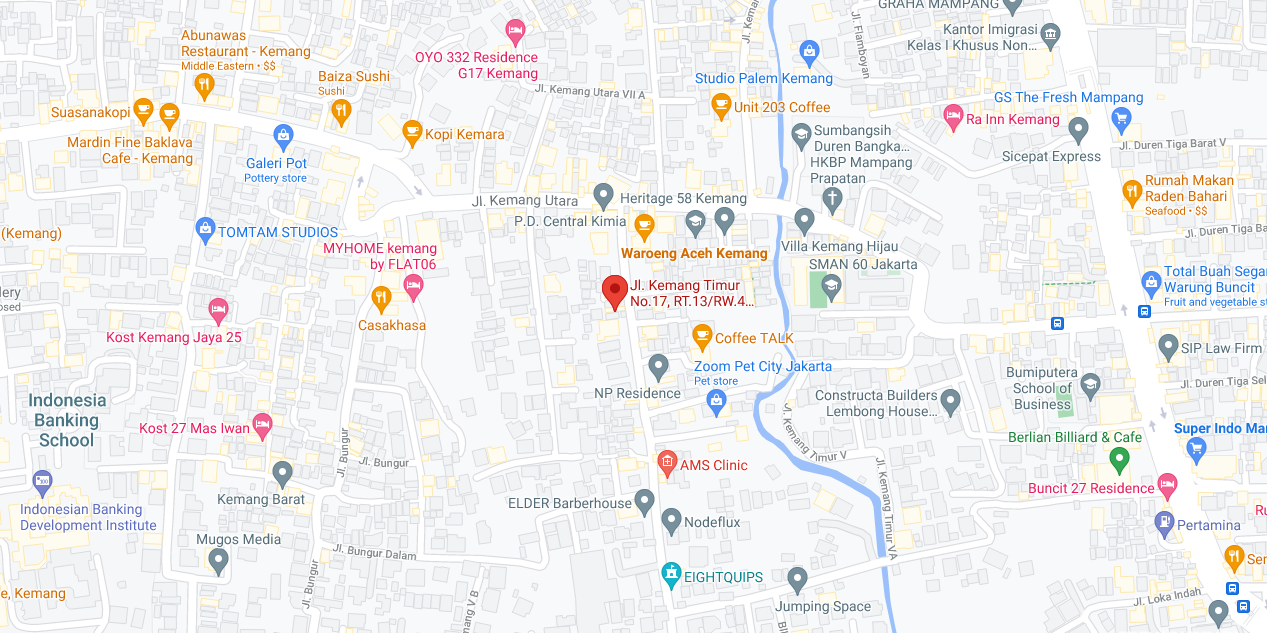 GRAHA MAMPANG
Abunawas
Restaurant - Kemang
Middle Eastern • $$
OYO 332 Residence
G17 Kemang
Jl. Flamboyan
Kantor Imigrasi
Kelas I Khusus Non...
Baiza Sushi
Sushi
Studio Palem Kemang
Jl. Kemang Utara VII A
Unit 203 Coffee
GS The Fresh Mampang
Suasanakopi
Ra Inn Kemang
Mardin Fine Baklava
Cafe - Kemang
Kopi Kemara
Sumbangsih
Duren Bangka...
HKBP Mampang
Prapatan
Sicepat Express
Jl. Duren Tiga Barat V
Galeri Pot
Pottery store
Rumah Makan
Raden Bahari
Seafood • $$
Jl. Kemang Utara
Heritage 58 Kemang
P.D. Central Kimia
(Kemang)
TOMTAM STUDIOS
Jl. Duren Tiga Ba
MYHOME kemang
by FLAT06
Waroeng Aceh Kemang
Villa Kemang Hijau
SMAN 60 Jakarta
Jl. Kemang Timur
No.17, RT.13/RW.4...
Total Buah Segar
Warung Buncit
Fruit and vegetable st
llery
osed
Kost Kemang Jaya 25
Casakhasa
Coffee TALK
SIP Law Firm
Zoom Pet City Jakarta
Pet store
Bumiputera
School of
Business
Jl. Duren Tiga Sel
NP Residence
Constructa Builders
Lembong House...
Indonesia
Banking
School
Kost 27 Mas Iwan
Jl. Kemang Timur V
Super Indo Mam
Berlian Billiard & Cafe
Jl. Bungur
Jl. Bungur
AMS Clinic
Jl. Kemang Timur VA
Kemang Barat
Buncit 27 Residence
Indonesian Banking
Development Institute
ELDER Barberhouse
Nodeflux
Pertamina
Mugos Media
Jl. Bungur Dalam
Jl. Bungur
EIGHTQUIPS
Jumping Space
Jl. Loka Indah
e, Kemang